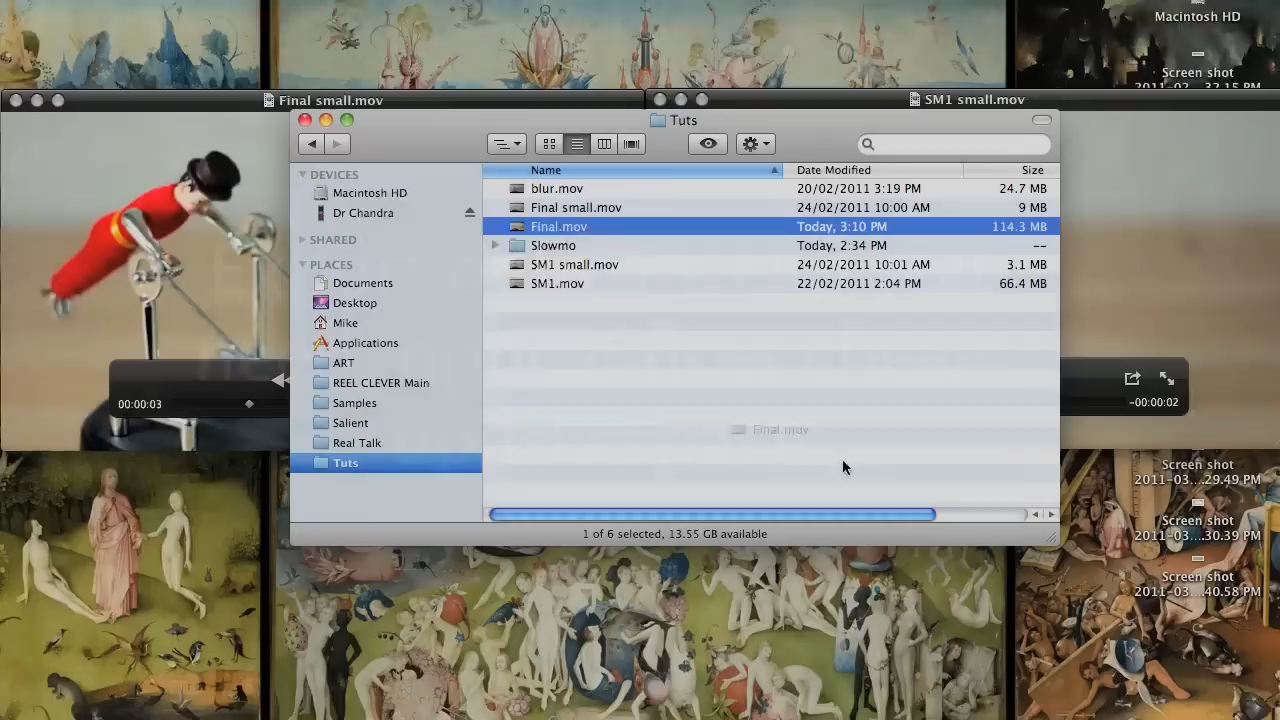 Macintosh HD
Screen shot
2011-02....32.15 PM
Final small.mov
SM1 small.mov
Tuts
DEVICES
Macintosh HD
Dr Chandra
SHARED
PLACES
Documents
Desktop
Mike
Applications
ART
REEL CLEVER Main
Samples
Salient
Real Talk
Tuts
Name Date Modified Size
blur.mov 20/02/2011 3:19 PM 24.7 MB
Final small.mov 24/02/2011 10:00 AM 9 MB
Final.mov Today, 3:10 PM 114.3 MB
Slowmo Today, 2:34 PM --
SM1 small.mov 24/02/2011 10:01 AM 3.1 MB
SM1.mov 22/02/2011 2:04 PM 66.4 MB
Final.mov
00:00:03
-00:00:02
1 of 6 selected, 13.55 GB available
Screen shot
2011-03....29.49 PM
Screen shot
2011-03....30.39 PM
Screen shot
2011-03....40.58 PM